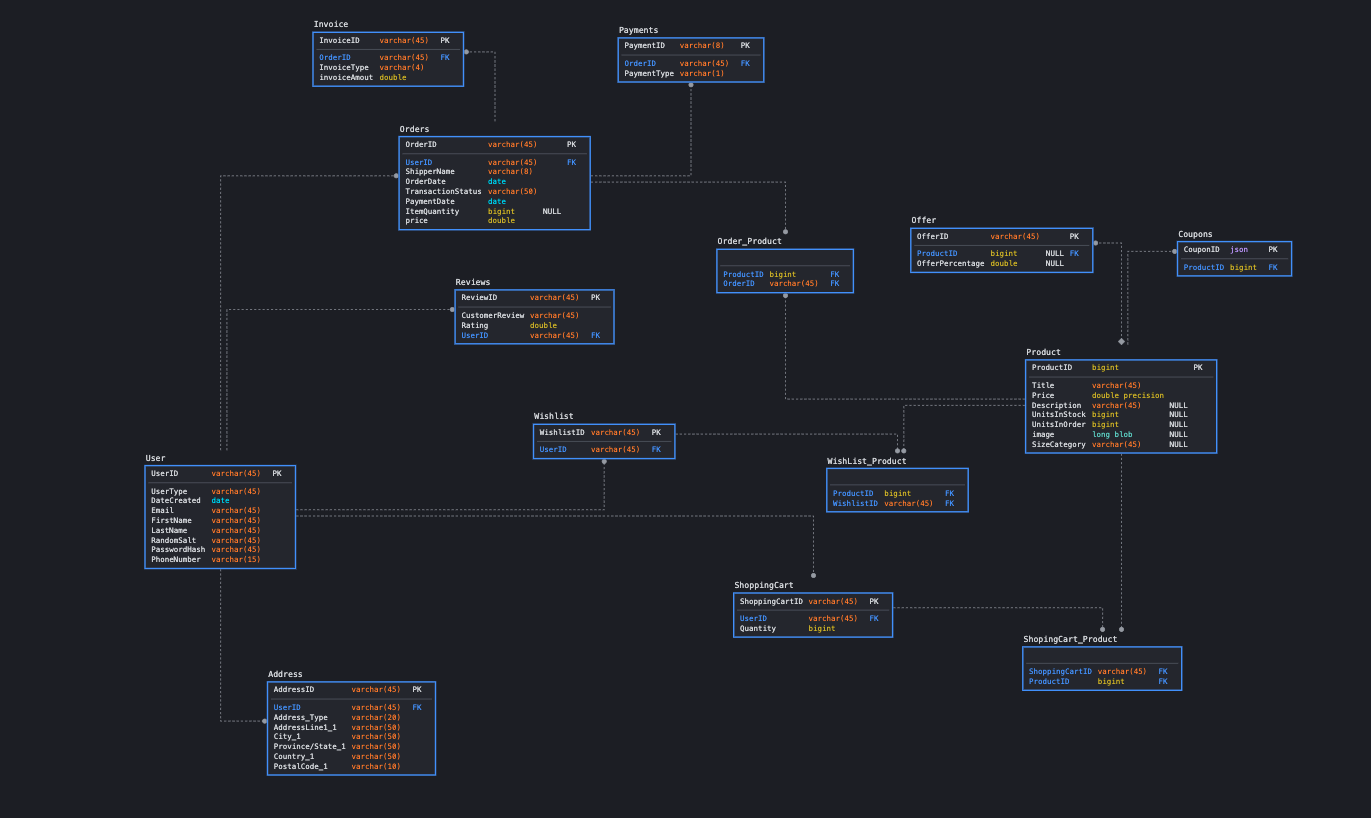 Invoice
InvoiceID varchar(45) PK
OrderID varchar(45) FK
InvoiceType varchar(4)
invoiceAmout double
Payments
PaymentID varchar(8) PK
OrderID varchar(45) FK
PaymentType varchar(1)
Orders
OrderID varchar(45) PK
UserID varchar(45) FK
ShipperName varchar(8)
OrderDate date
TransactionStatus varchar(50)
PaymentDate date
ItemQuantity bigint NULL
price double
Order_Product
ProductID bigint FK
OrderID varchar(45) FK
Offer
OfferID varchar(45) PK
ProductID bigint NULL FK
OfferPercentage double NULL
Coupons
CouponID json PK
ProductID bigint FK
Reviews
ReviewID varchar(45) PK
CustomerReview varchar(45)
Rating double
UserID varchar(45) FK
Product
ProductID bigint PK
Title varchar(45)
Price double precision
Description varchar(45) NULL
UnitsInStock bigint NULL
UnitsInOrder bigint NULL
image long blob NULL
SizeCategory varchar(45) NULL
Wishlist
WishlistID varchar(45) PK
UserID varchar(45) FK
WishList_Product
ProductID bigint FK
WishlistID varchar(45) FK
User
UserID varchar(45) PK
UserType varchar(45)
DateCreated date
Email varchar(45)
FirstName varchar(45)
LastName varchar(45)
RandomSalt varchar(45)
PasswordHash varchar(45)
PhoneNumber varchar(15)
ShoppingCart
ShoppingCartID varchar(45) PK
UserID varchar(45) FK
Quantity bigint
ShopingCart_Product
ShoppingCartID varchar(45) FK
ProductID bigint FK
Address
AddressID varchar(45) PK
UserID varchar(45) FK
Address_Type varchar(20)
AddressLine1_1 varchar(50)
City_1 varchar(50)
Province/State_1 varchar(50)
Country_1 varchar(50)
PostalCode_1 varchar(10)